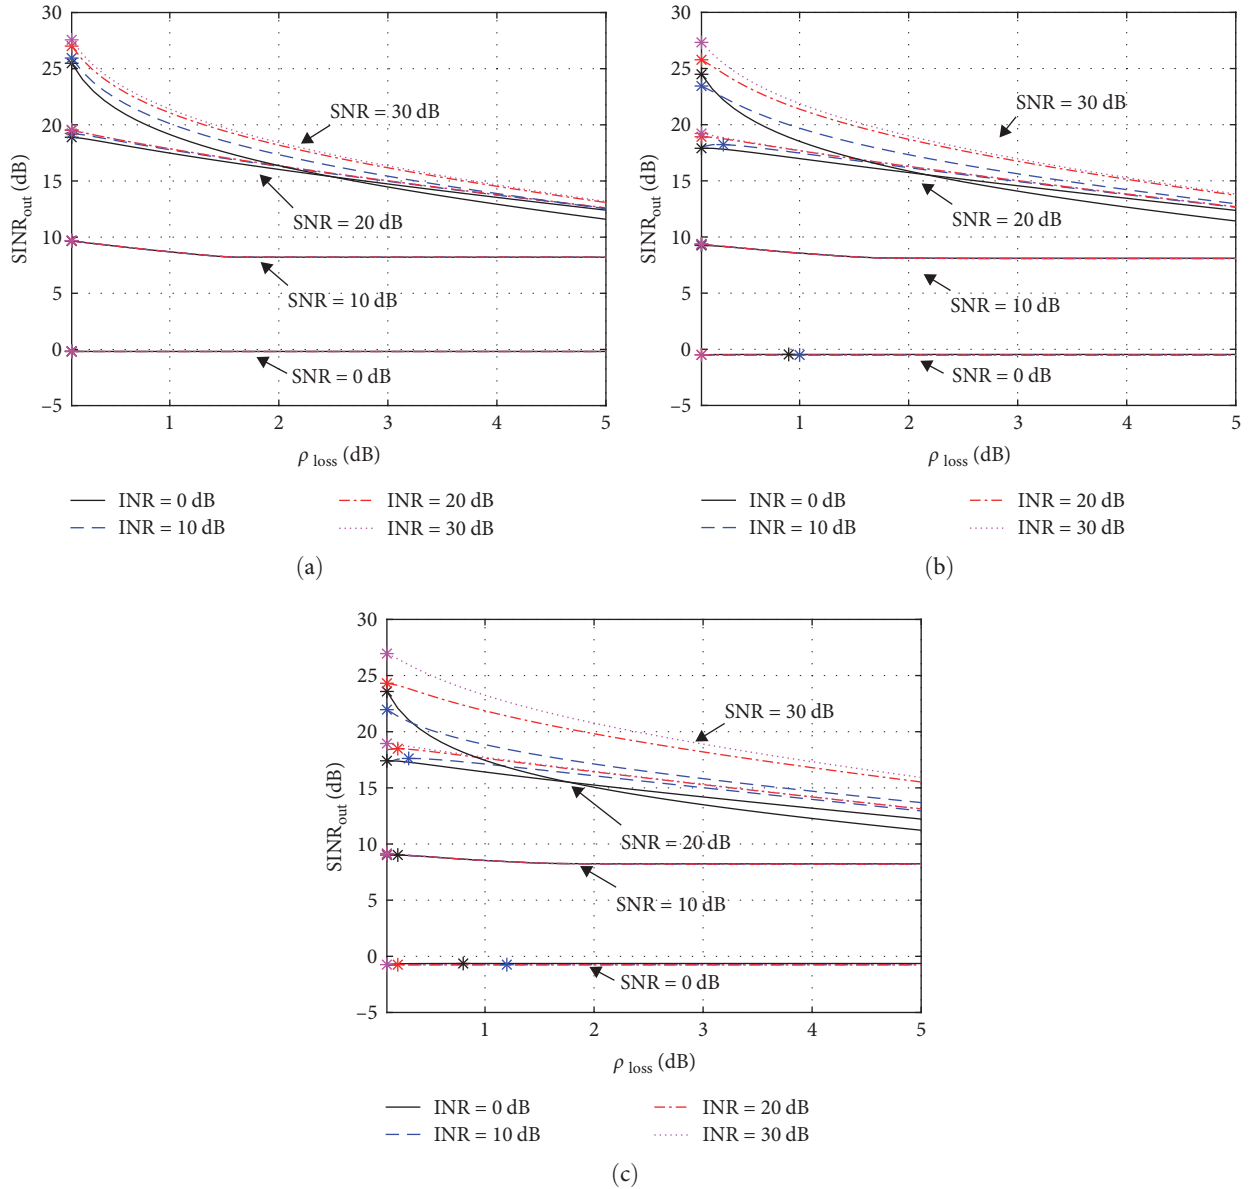 30
25
20
15
10
5
0
−5
SINRout (dB)
SNR = 30 dB
SNR = 20 dB
SNR = 10 dB
SNR = 0 dB
1 2 3 4 5
ρ loss (dB)
INR = 0 dB
INR = 10 dB
INR = 20 dB
INR = 30 dB
(a)
30
25
20
15
10
5
0
−5
SINRout (dB)
SNR = 30 dB
SNR = 20 dB
SNR = 10 dB
SNR = 0 dB
1 2 3 4 5
ρ loss (dB)
INR = 0 dB
INR = 10 dB
INR = 20 dB
INR = 30 dB
(b)
30
25
20
15
10
5
0
−5
SINRout (dB)
SNR = 30 dB
SNR = 20 dB
SNR = 10 dB
SNR = 0 dB
1 2 3 4 5
ρ loss (dB)
INR = 0 dB
INR = 10 dB
INR = 20 dB
INR = 30 dB
(c)